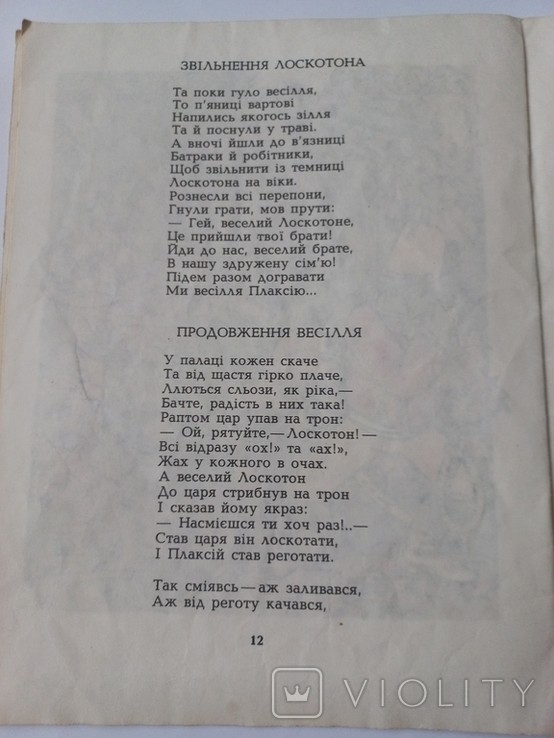 ЗВІЛЬНЕННЯ ЛОСКОТОНА
Та поки гуло весілля,
То п'яниці вартові
Напились якогось зілля
Та й поснули у траві.
А вночі йшли до в'язниці
Батраки й робітники,
Щоб звільнити із темниці
Лоскотона на віки.
Рознесли всі перепони,
Гнули грати, мов прути:
— Гей, веселий Лоскотоне,
Це прийшли твої брати!
Йди до нас, веселий брате,
В нашу здружену сім'ю!
Підем разом догравати
Ми весілля Плаксію...
ПРОДОВЖЕННЯ ВЕСІЛЛЯ
У палаці кожен скаче
Та від щастя гірко плаче,
Ллються сльози, як ріка,—
Бачте, радість в них така!
Раптом цар упав на трон:
— Ой, рятуйте,— Лоскотон!—
Всі відразу «ох!» та «ах!»,
Жах у кожного в очах.
А веселий Лоскотон
До царя стрибнув на трон
І сказав йому якраз:
— Насмієшся ти хоч раз!..—
Став царя він лоскотати,
І Плаксій став реготати.
Так сміявсь — аж заливався,
Аж від реготу качався,
12
VIOLITY